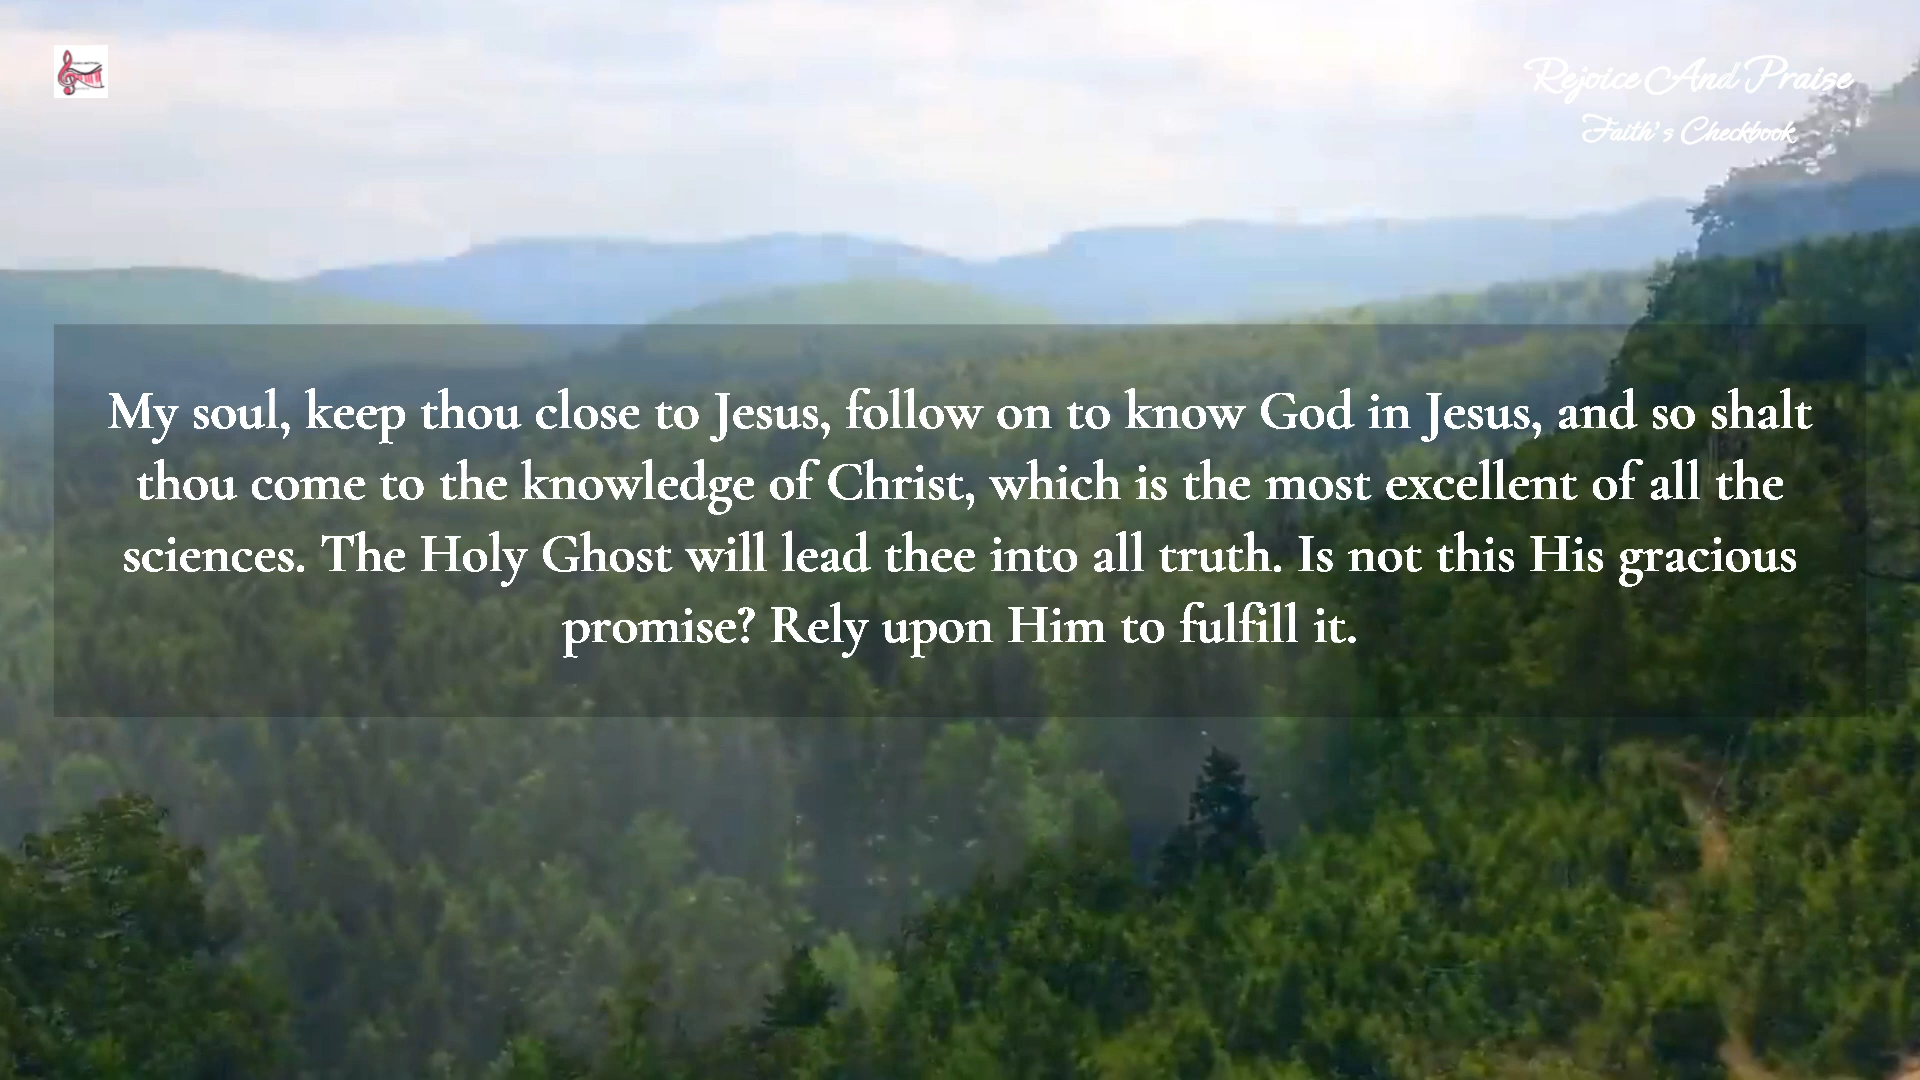 Rejoice And Praise
Faith's Checkbook
My soul, keep thou close to Jesus, follow on to know God in Jesus, and so shalt
thou come to the knowledge of Christ, which is the most excellent of all the
sciences. The Holy Ghost will lead thee into all truth. Is not this His gracious
promise? Rely upon Him to fulfill it.